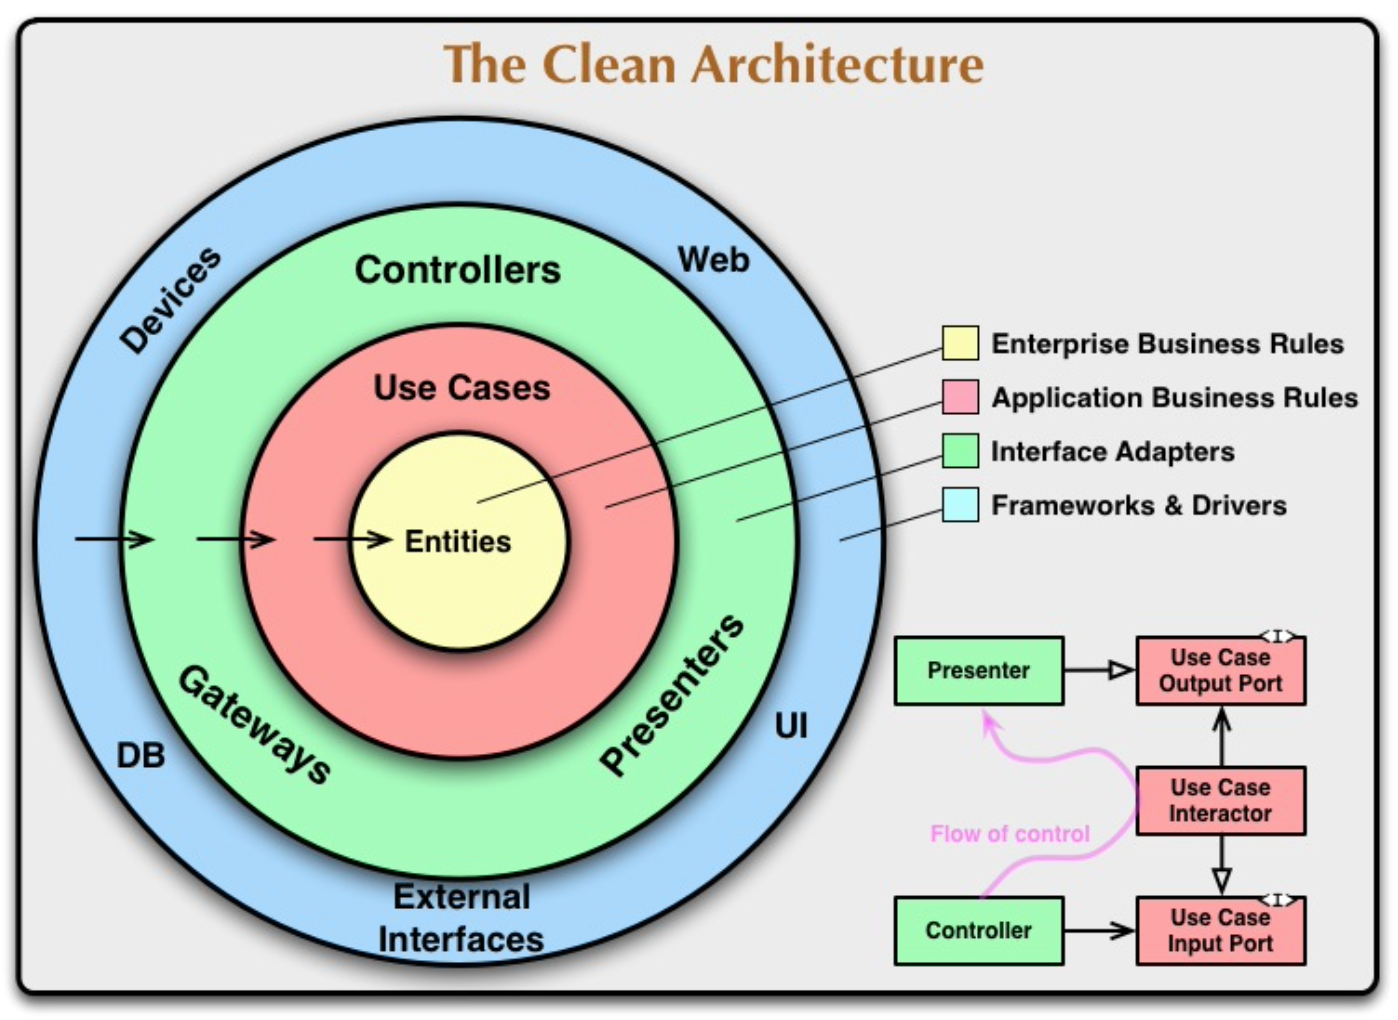 The Clean Architecture
Devices
Controllers
Web
Use Cases
Entities
Gateways
Presenters
DB
UI
External
Interfaces
Enterprise Business Rules
Application Business Rules
Interface Adapters
Frameworks & Drivers
Presenter
<I>
Use Case
Output Port
Use Case
Interactor
Flow of control
Controller
<I>
Use Case
Input Port